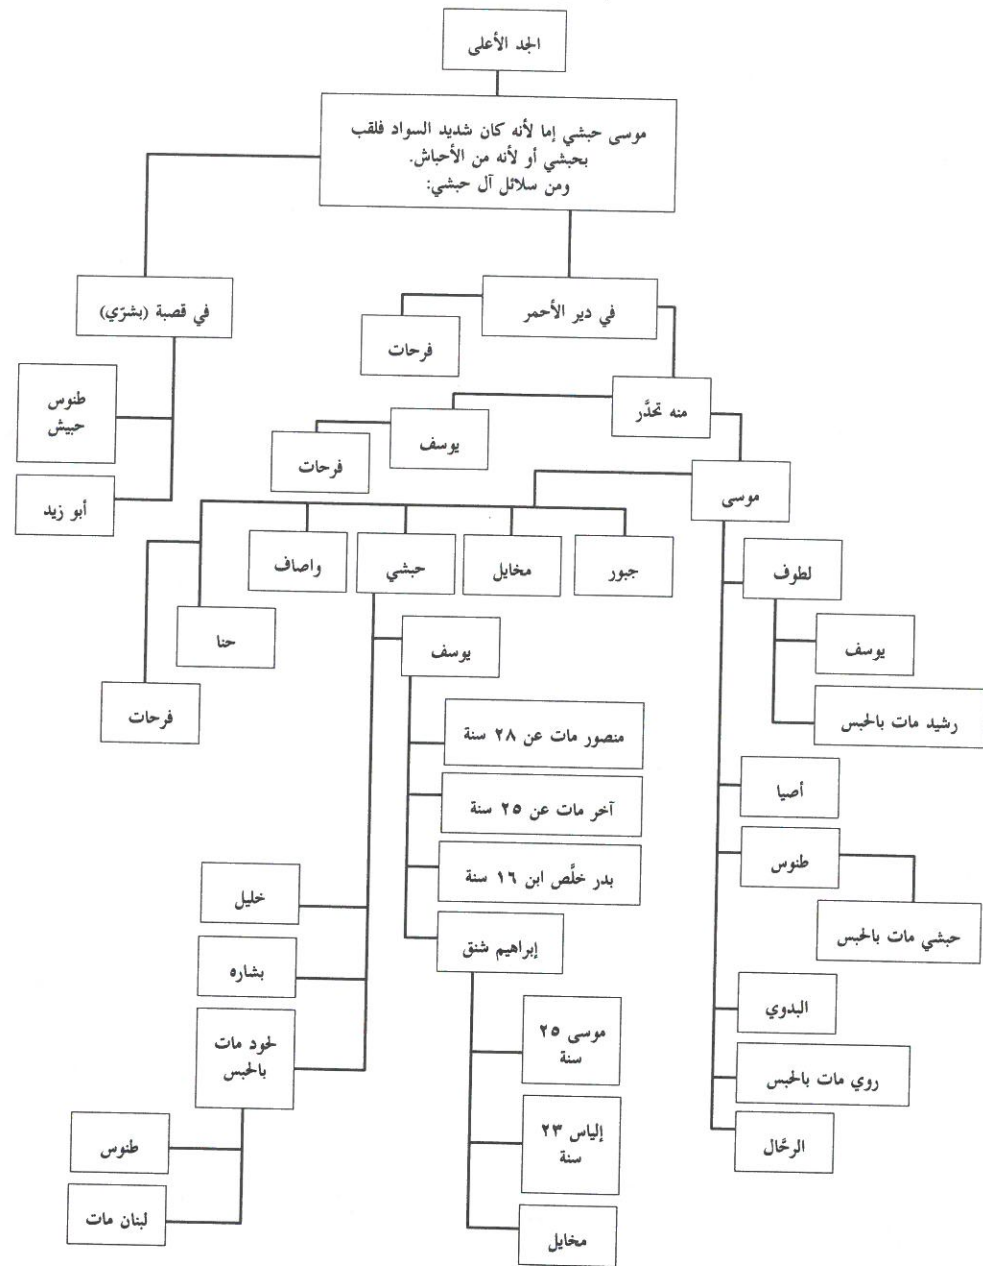 الجد الأعلى
موسى حبشي إما لأنه كان شديد السواد فلقب
بحبشي أو لأنه من الأحباش.
ومن سلائل آل حبشي:
في دير الأحمر
في قصبة (بشرّي)
فرحات
طنوس
حبيش
أبو زيد
منه تحدَّر
يوسف
فرحات
موسى
جبور
مخايل
حبشي
واصاف
حنا
فرحات
لطوف
يوسف
رشيد مات بالحبس
أصيا
طنوس
حبشي مات بالحبس
البدوي
روي مات بالحبس
الرحَّال
يوسف
منصور مات عن ٢٨ سنة
آخر مات عن ٢٥ سنة
بدر خلَّص ابن ١٦ سنة
إبراهيم شنق
موسى ٢٥
سنة
إلياس ٢٣
سنة
مخايل
خليل
بشاره
لحود مات
بالحبس
طنوس
لبنان مات